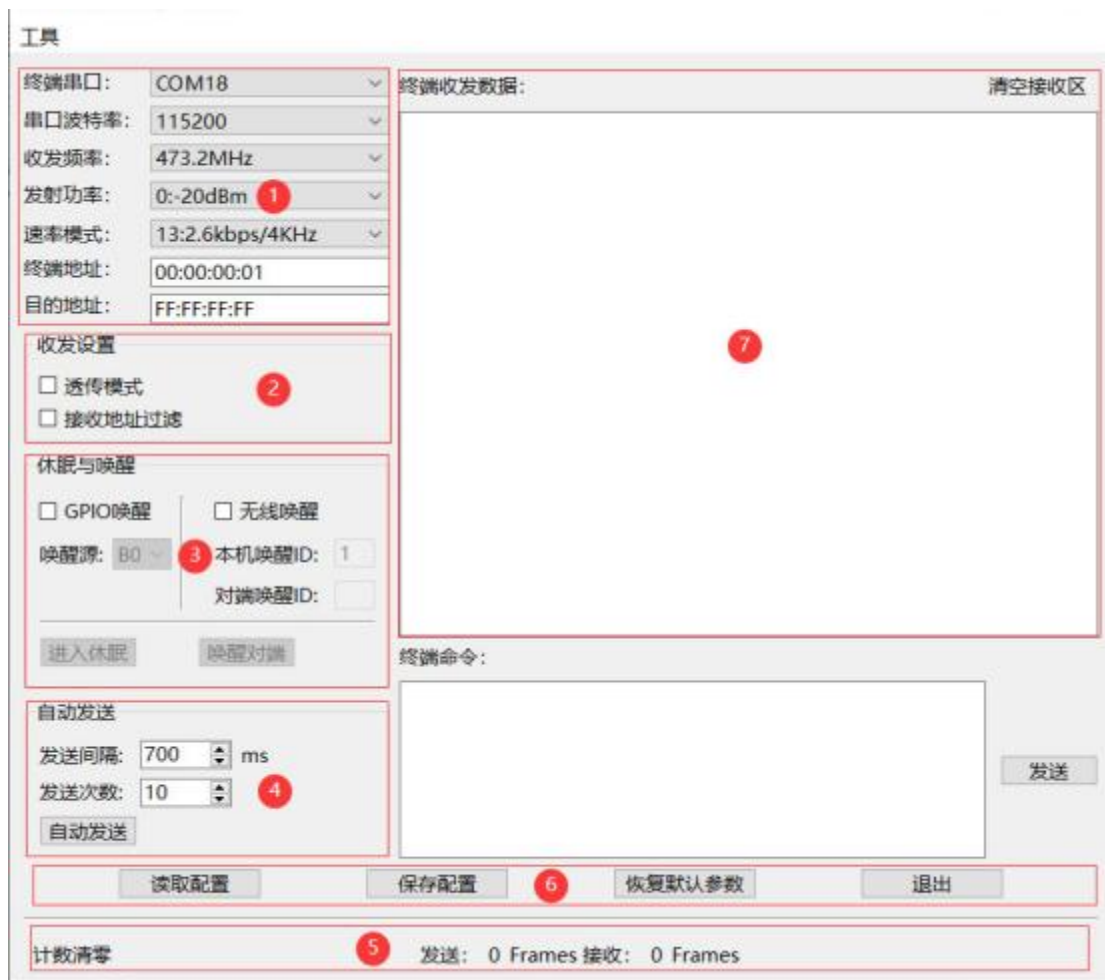 工具
终端串口： COM18
串口波特率： 115200
收发频率： 473.2MHz
发射功率： 0:-20dBm 1
速率模式： 13:2.6kbps/4KHz
终端地址： 00:00:00:01
目的地址： FF:FF:FF:FF
收发设置
透传模式 2
接收地址过滤
休眠与唤醒
GPIO唤醒 无线唤醒
唤醒源: B0 3 本机唤醒ID: 1
对端唤醒ID:
进入休眠 唤醒对端
自动发送
发送间隔: 700 ms
发送次数: 10 4
自动发送
终端收发数据： 清空接收区
7
终端命令：
发送
读取配置 保存配置 6 恢复默认参数 退出
计数清零 5 发送： 0 Frames 接收： 0 Frames